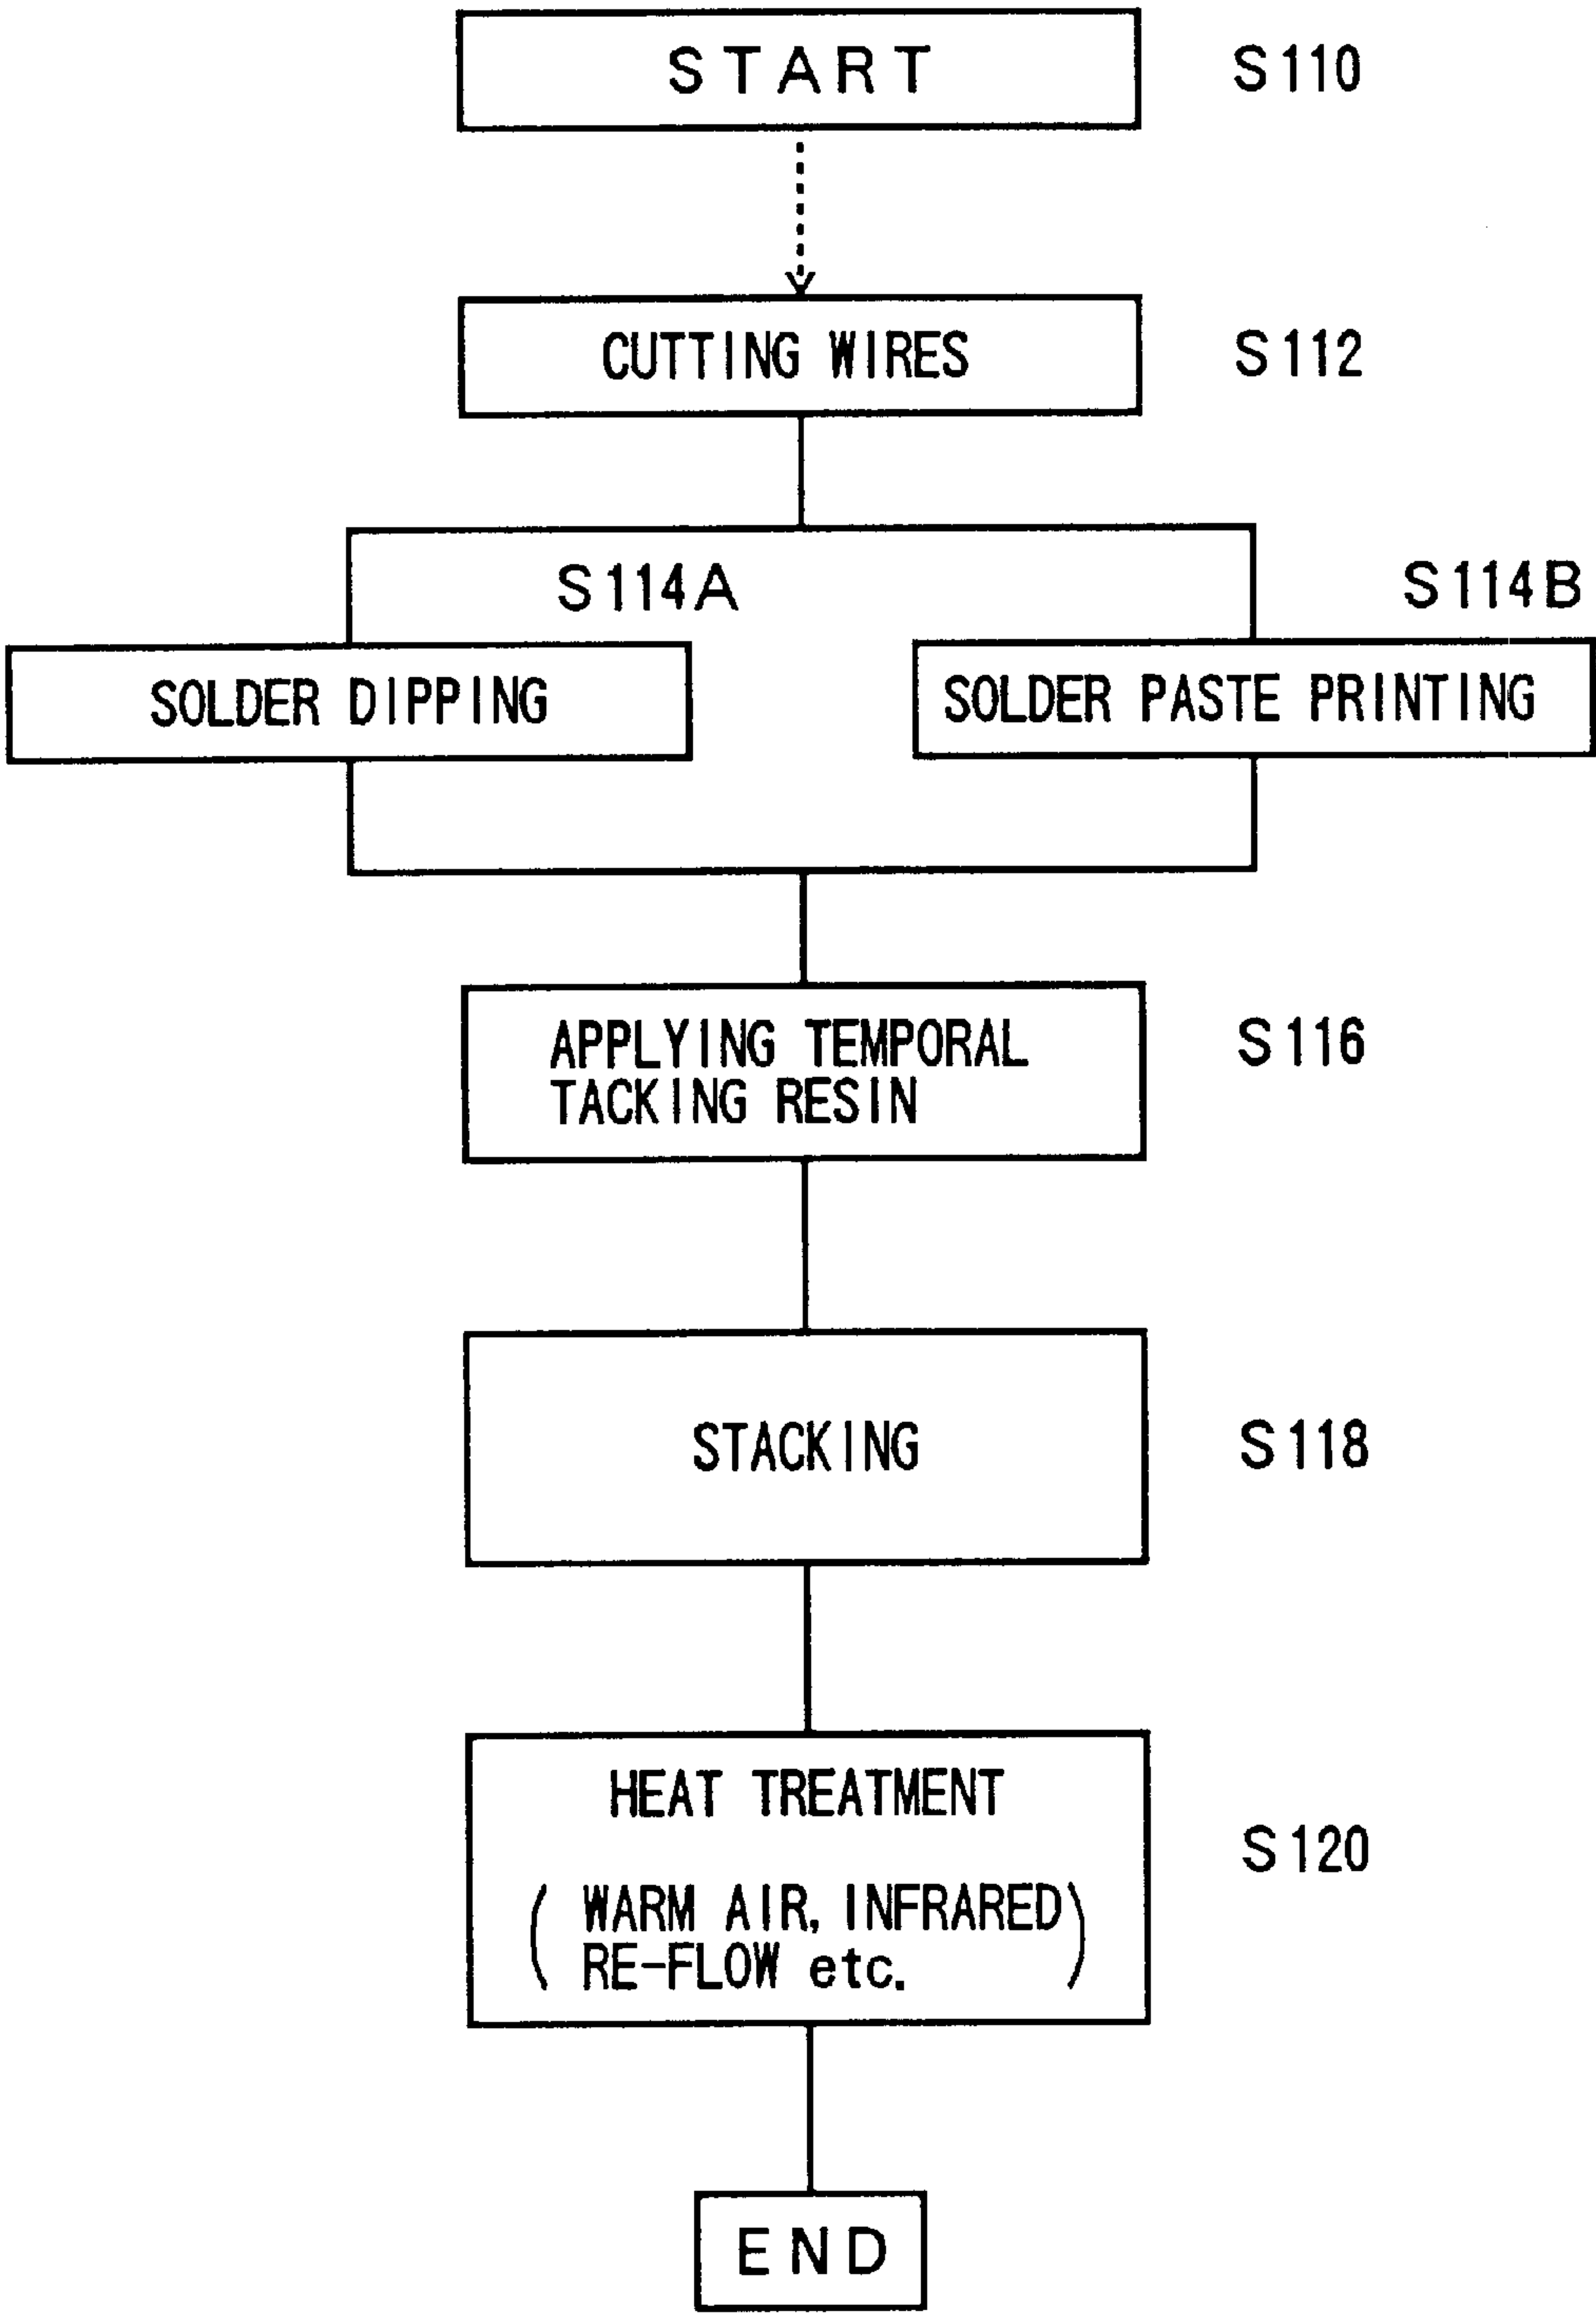 START S110
CUTTING WIRES S112
S114A S114B
SOLDER DIPPING SOLDER PASTE PRINTING
APPLYING TEMPORAL S116
TACKING RESIN
STACKING S118
HEAT TREATMENT
S120
( WARM AIR, INFRARED )
RE-FLOW etc.
END